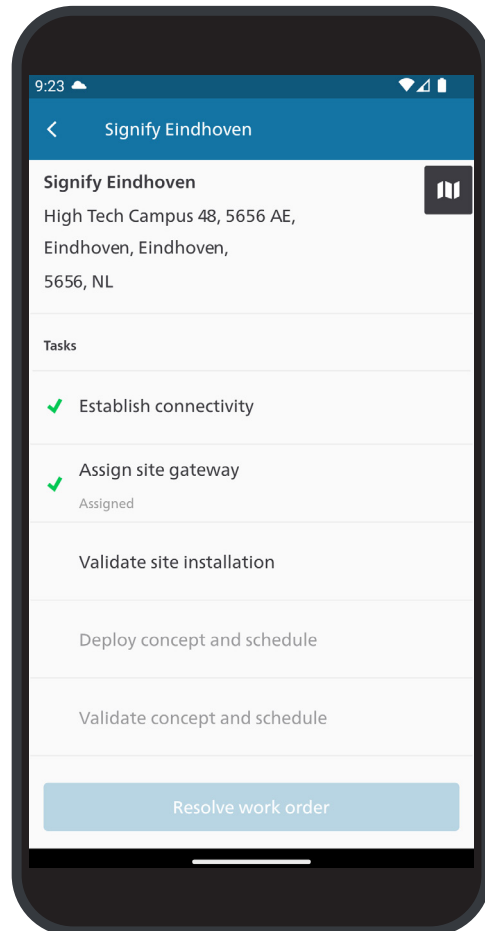 9:23
Signify Eindhoven
Signify Eindhoven
High Tech Campus 48, 5656 AE,
Eindhoven, Eindhoven,
5656, NL
Tasks
Establish connectivity
Assign site gateway
Assigned
Validate site installation
Deploy concept and schedule
Validate concept and schedule
Resolve work order